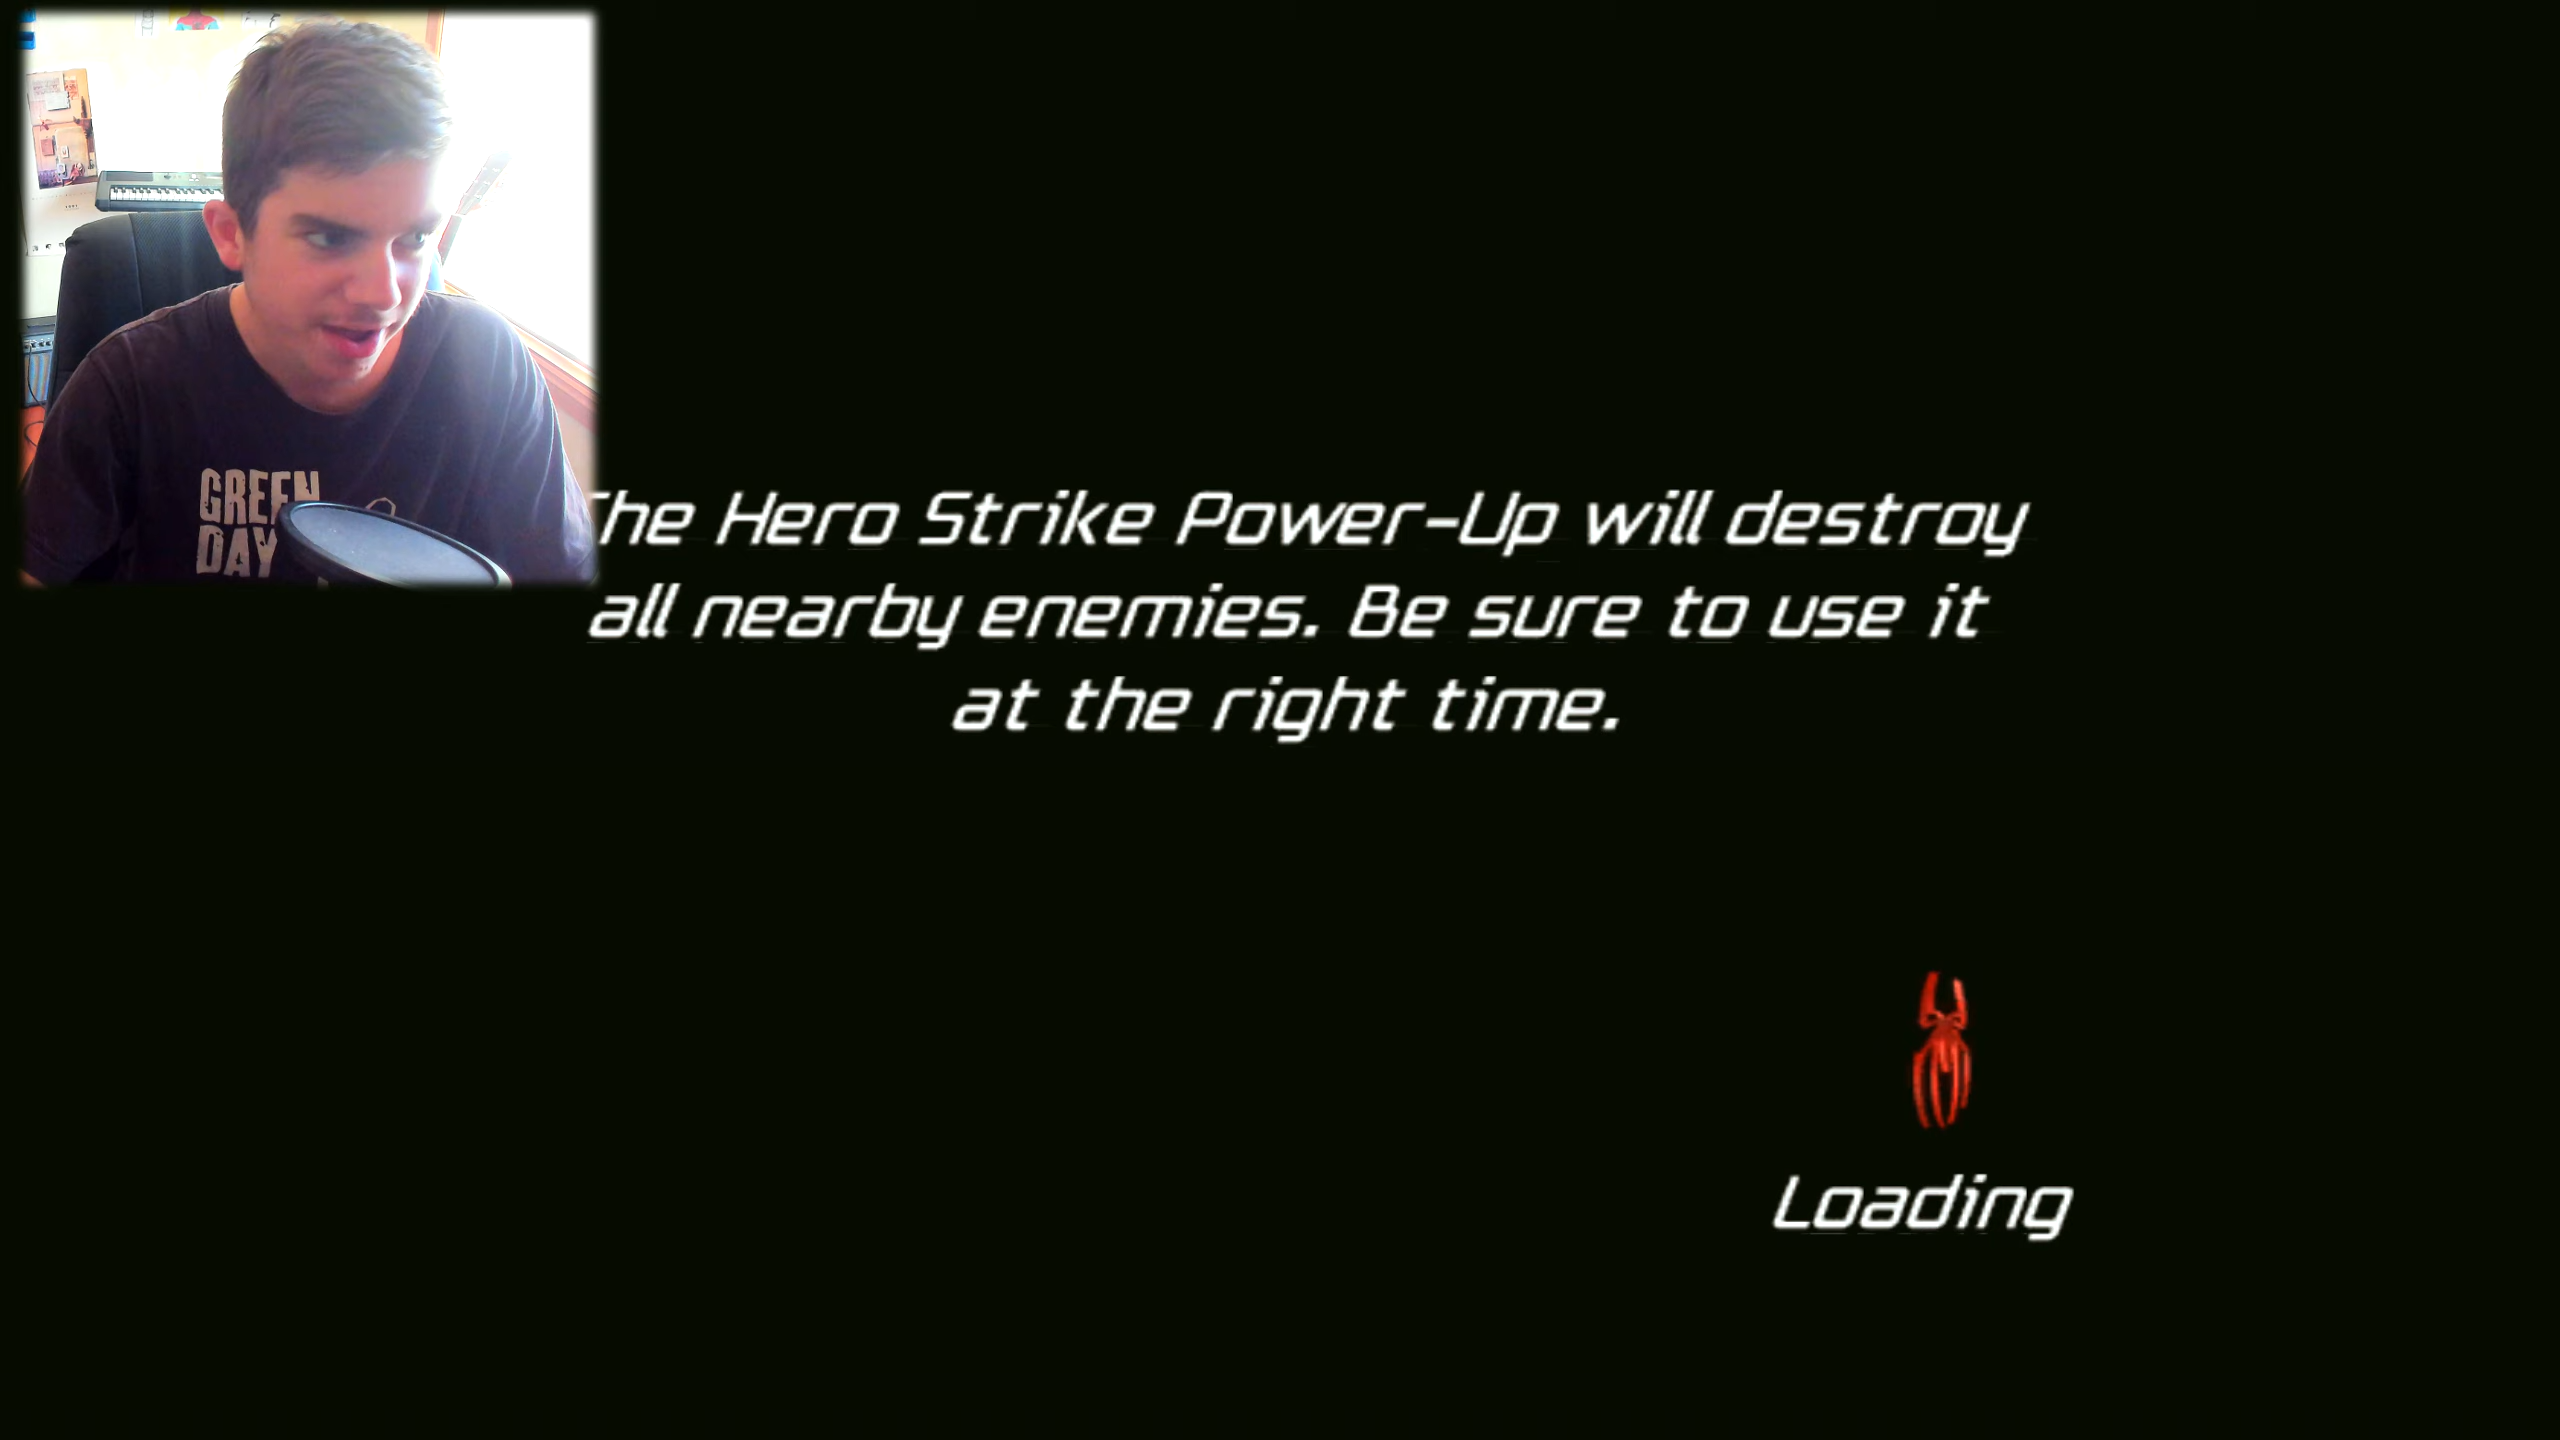 GREEN
DAY
The Hero Strike Power-Up will destroy
all nearby enemies. Be sure to use it
at the right time.
Loading